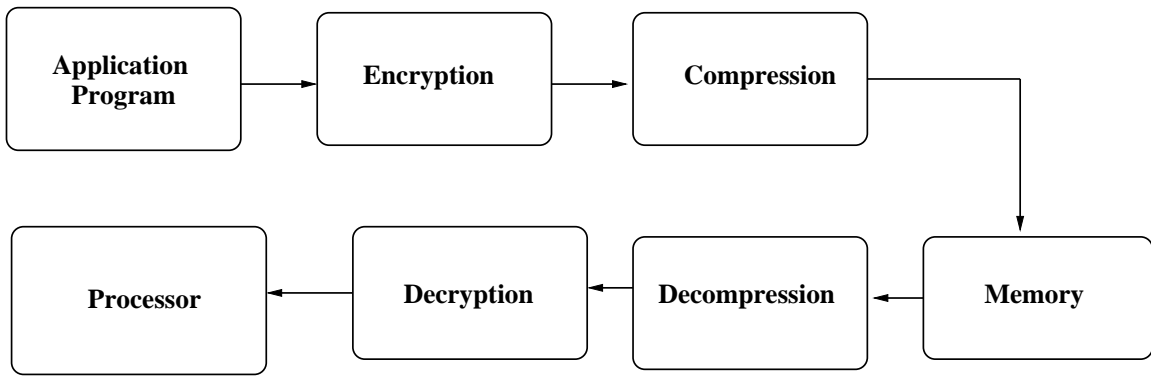 Application
Program
Encryption
Compression
Processor
Decryption
Decompression
Memory